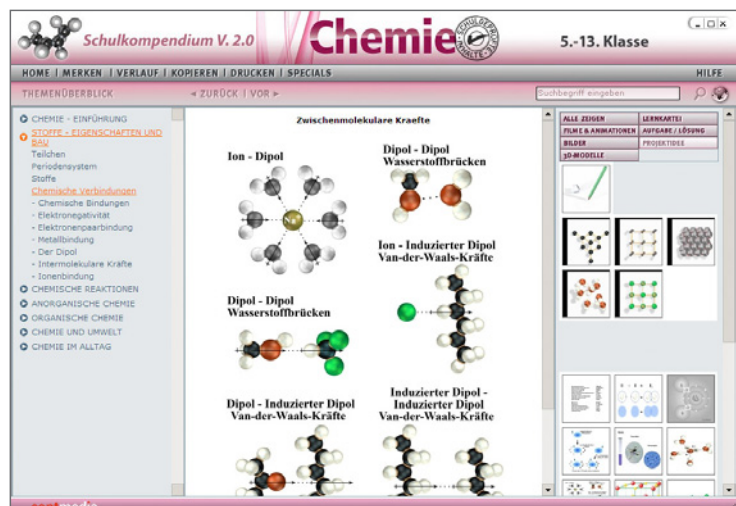 Schulkompendium V. 2.0
Chemie
SCHULGEPRÜFTE INHALTE
5.-13. Klasse
HOME | MERKEN | VERLAUF | KOPIEREN | DRUCKEN | SPECIALS
HILFE
THEMENÜBERBLICK
◄ ZURÜCK | VOR ►
Suchbegriff eingeben
CHEMIE - EINFÜHRUNG
STOFFE - EIGENSCHAFTEN UND
BAU
Teilchen
Periodensystem
Stoffe
Chemische Verbindungen
- Chemische Bindungen
- Elektronegativität
- Elektronenpaarbindung
- Metallbindung
- Der Dipol
- Intermolekulare Kräfte
- Ionenbindung
CHEMISCHE REAKTIONEN
ANORGANISCHE CHEMIE
ORGANISCHE CHEMIE
CHEMIE UND UMWELT
CHEMIE IM ALLTAG
Zwischenmolekulare Kraefte
Ion - Dipol
Dipol - Dipol
Wasserstoffbrücken
Ion - Induzierter Dipol
Van-der-Waals-Kräfte
Dipol - Dipol
Wasserstoffbrücken
Dipol - Induzierter Dipol
Van-der-Waals-Kräfte
Induzierter Dipol -
Induzierter Dipol
Van-der-Waals-Kräfte
ALLE ZEIGEN
LERNKARTEI
FILME & ANIMATIONEN
AUFGABE / LÖSUNG
BILDER
PROJEKTIDEE
3D-MODELLE